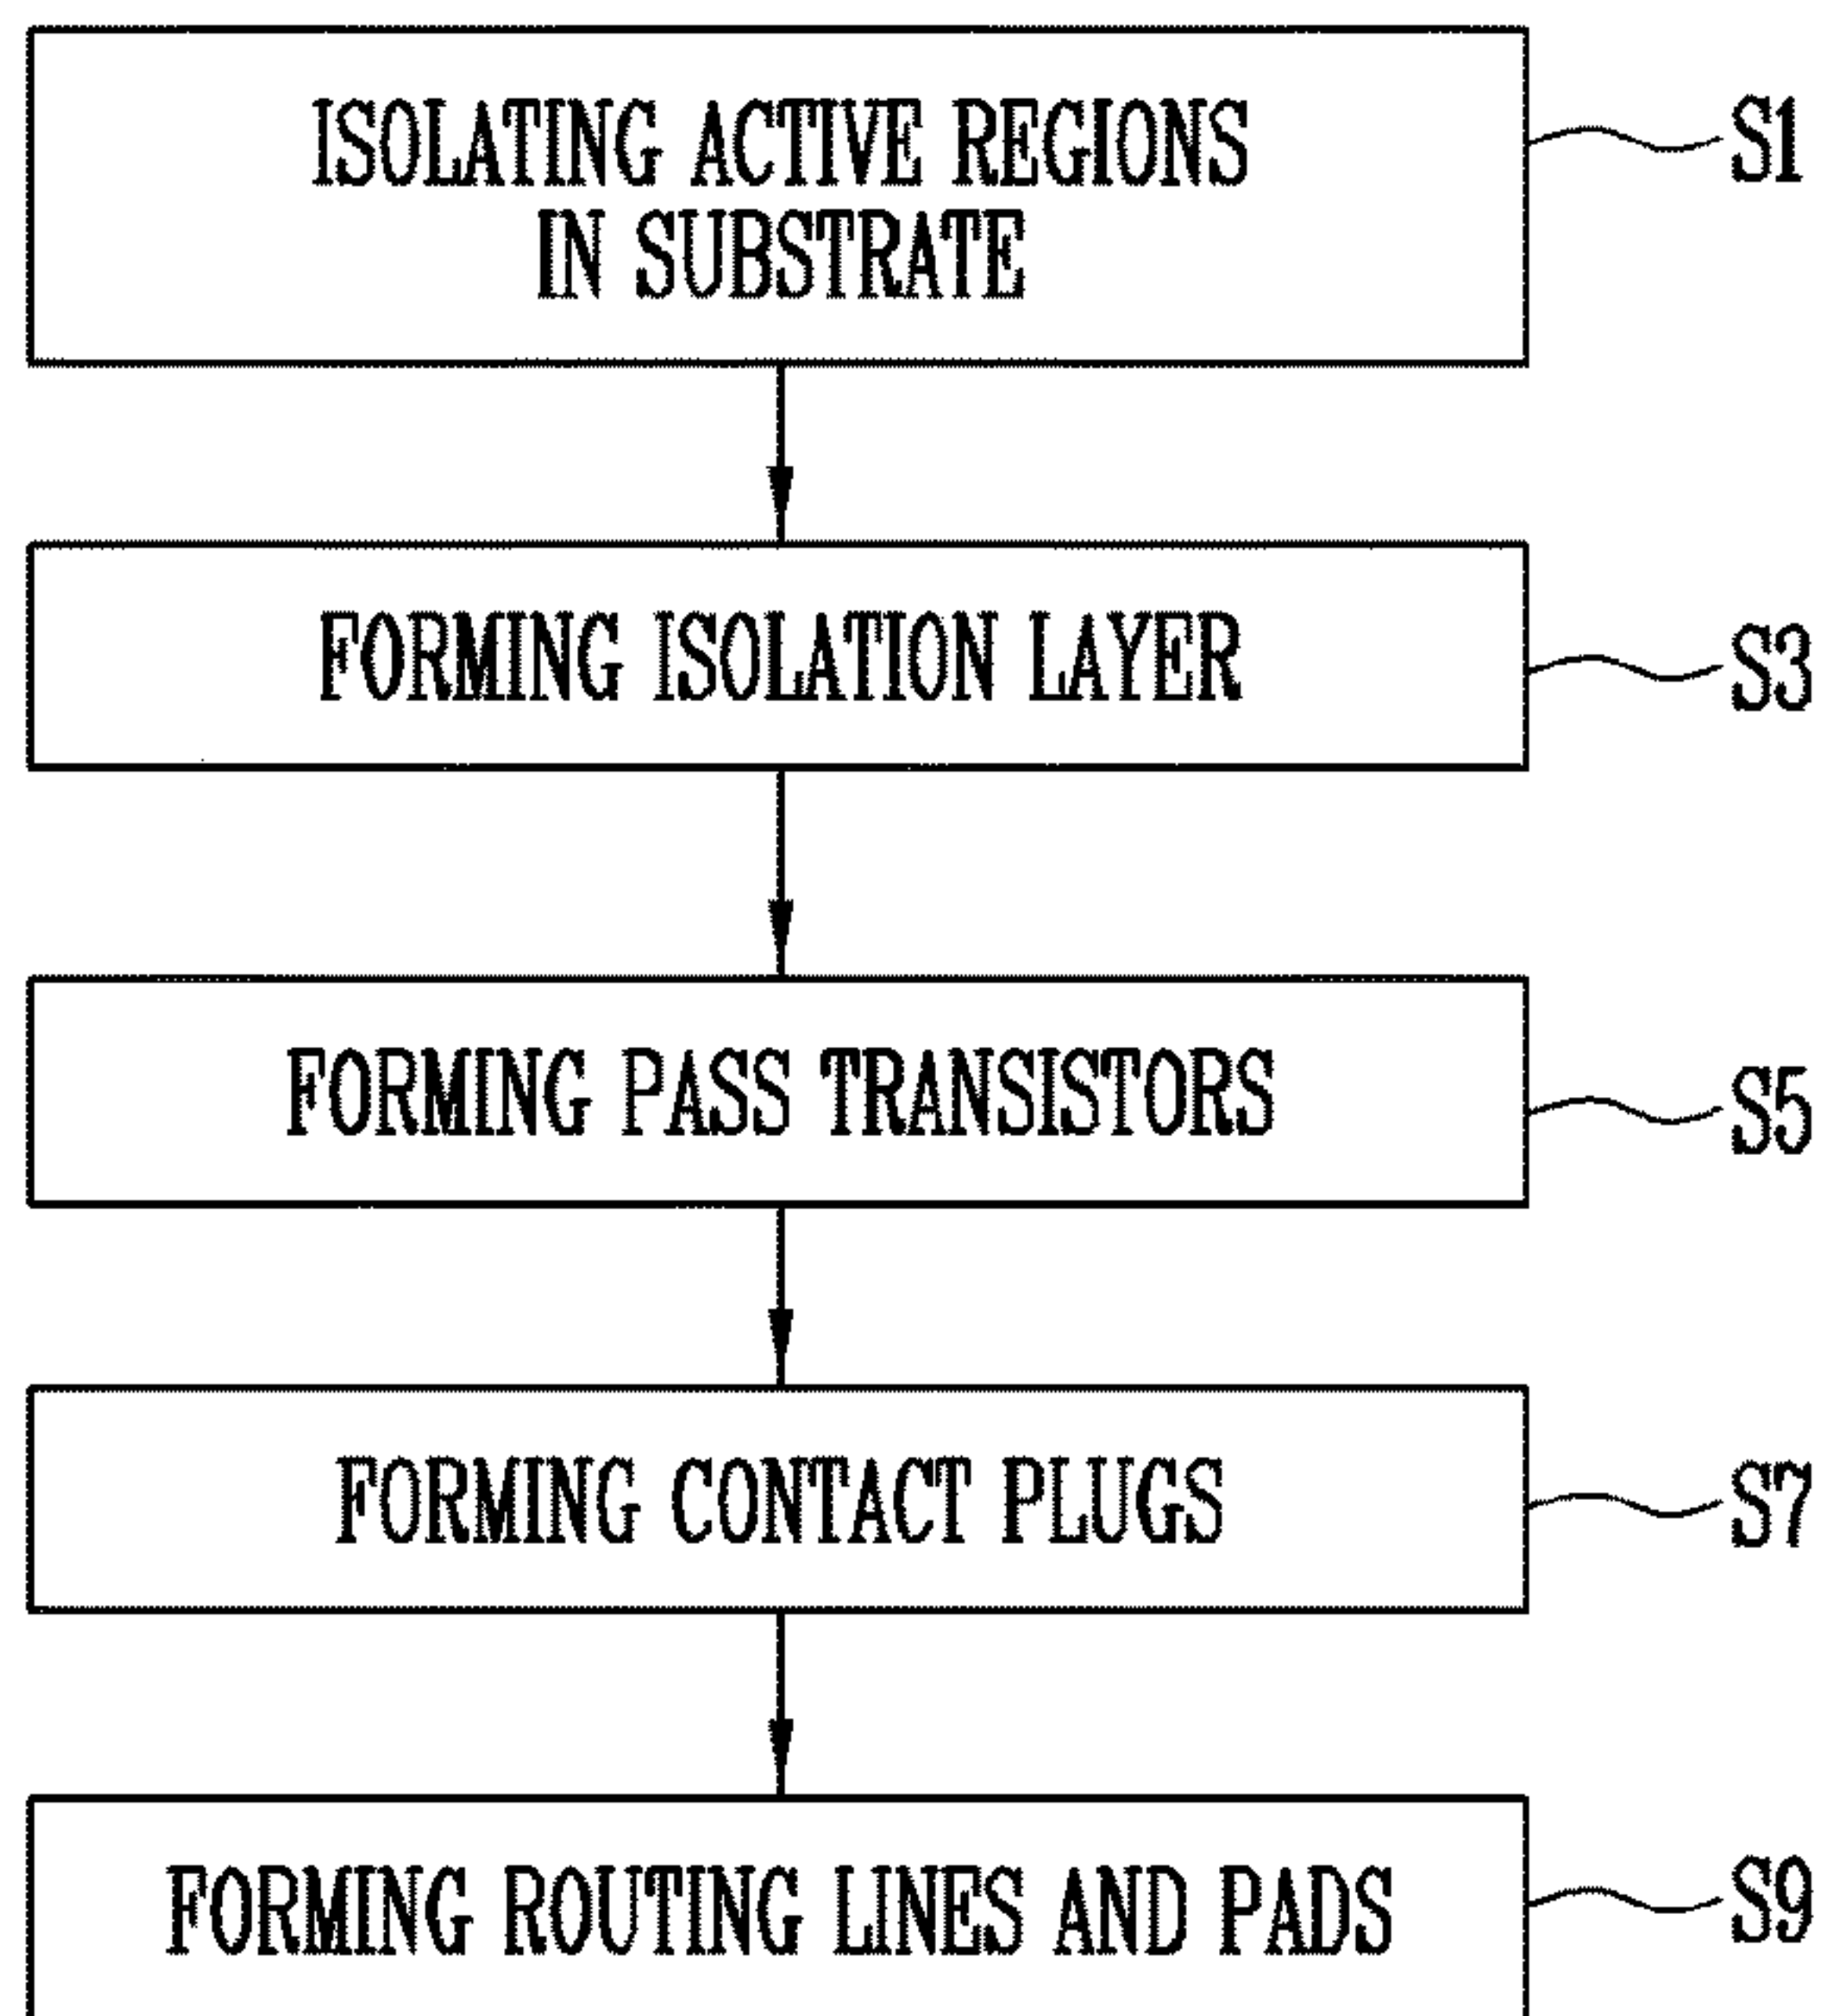 ISOLATING ACTIVE REGIONS
IN SUBSTRATE
S1
FORMING ISOLATION LAYER
S3
FORMING PASS TRANSISTORS
S5
FORMING CONTACT PLUGS
S7
FORMING ROUTING LINES AND PADS
S9